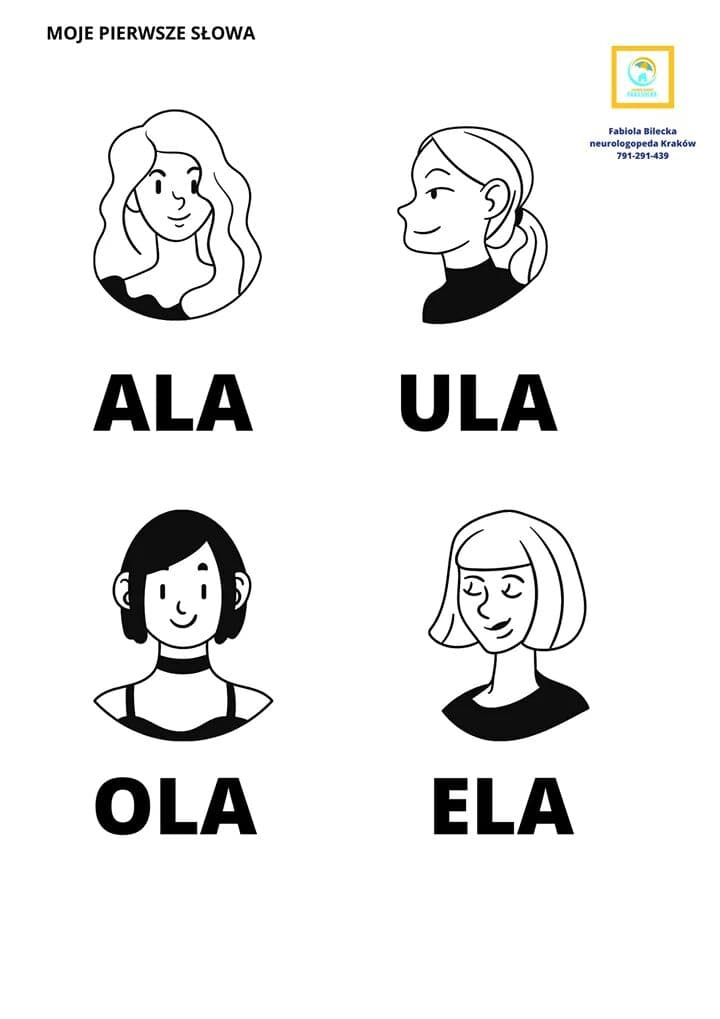 MOJE PIERWSZE SŁOWA
Fabiola Bilecka
neurologopeda Kraków
791-291-439
ALA
ULA
OLA
ELA